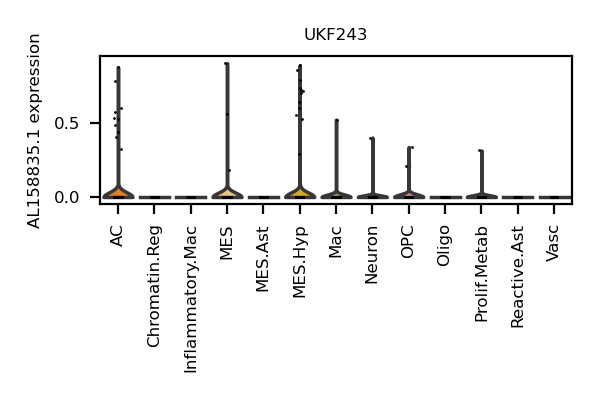 UKF243
AL158835.1 expression
0.5
0.0
AC
Chromatin.Reg
Inflammatory.Mac
MES
MES.Ast
MES.Hyp
Mac
Neuron
OPC
Oligo
Prolif.Metab
Reactive.Ast
Vasc